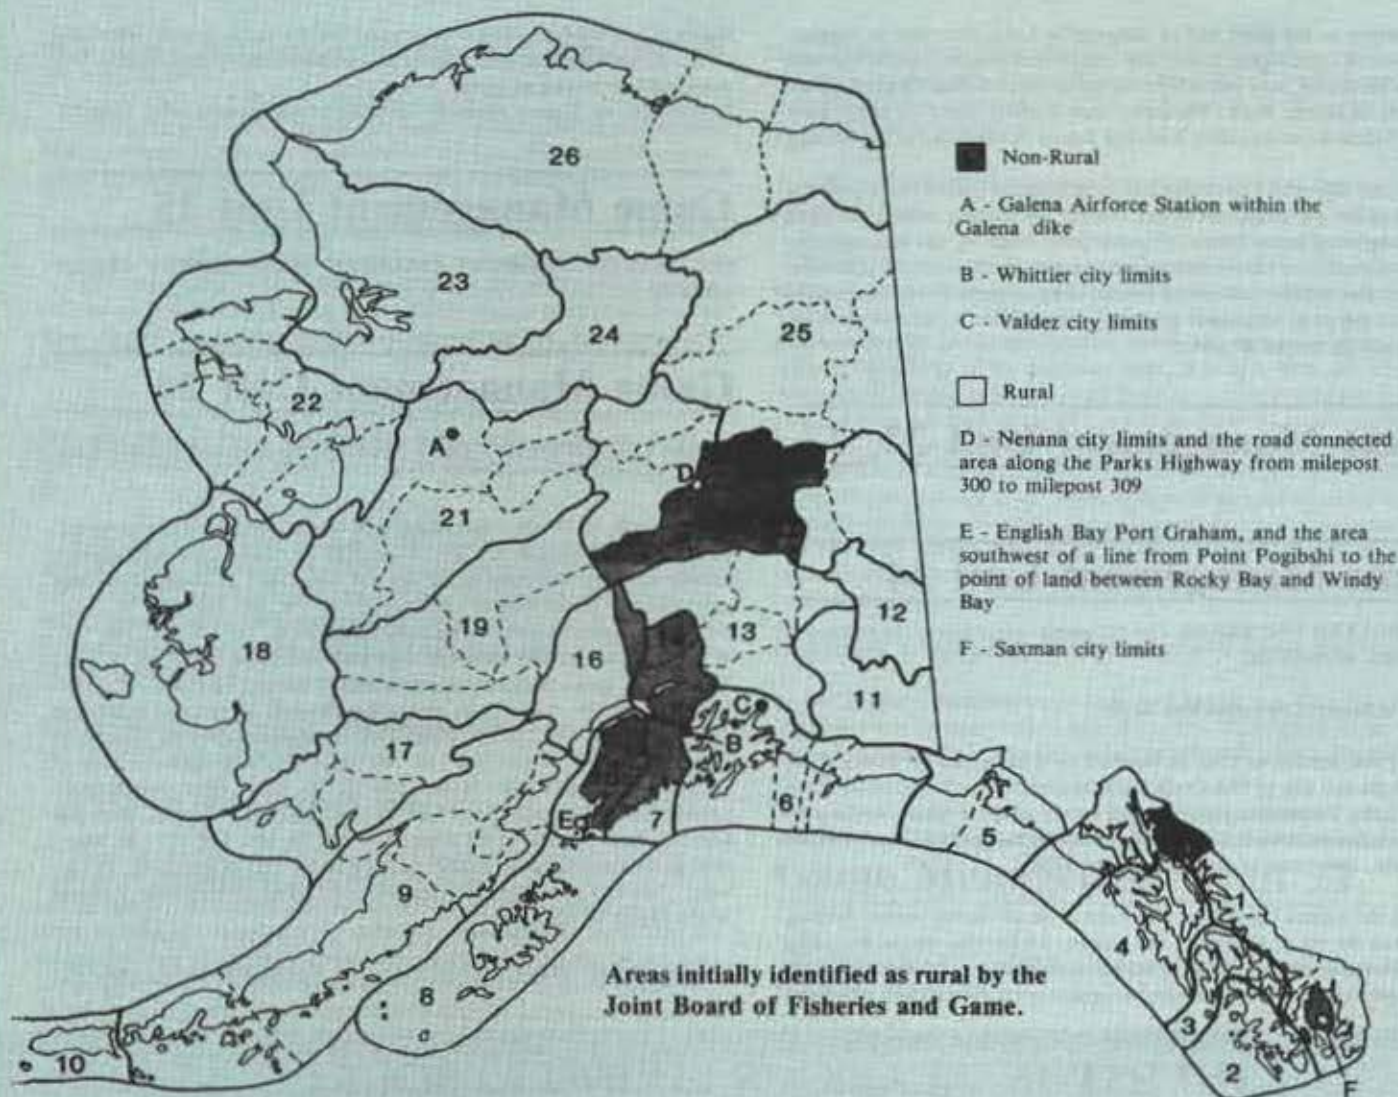 26
23
24
25
22
A
D
21
12
19
13
18
16
11
C
17
B
6
E
7
5
9
1
4
8
3
10
2
F
Non-Rural
A - Galena Airforce Station within the
Galena dike
B - Whittier city limits
C - Valdez city limits
Rural
D - Nenana city limits and the road connected
area along the Parks Highway from milepost
300 to milepost 309
E - English Bay Port Graham, and the area
southwest of a line from Point Pogibshi to the
point of land between Rocky Bay and Windy
Bay
F - Saxman city limits
Areas initially identified as rural by the
Joint Board of Fisheries and Game.